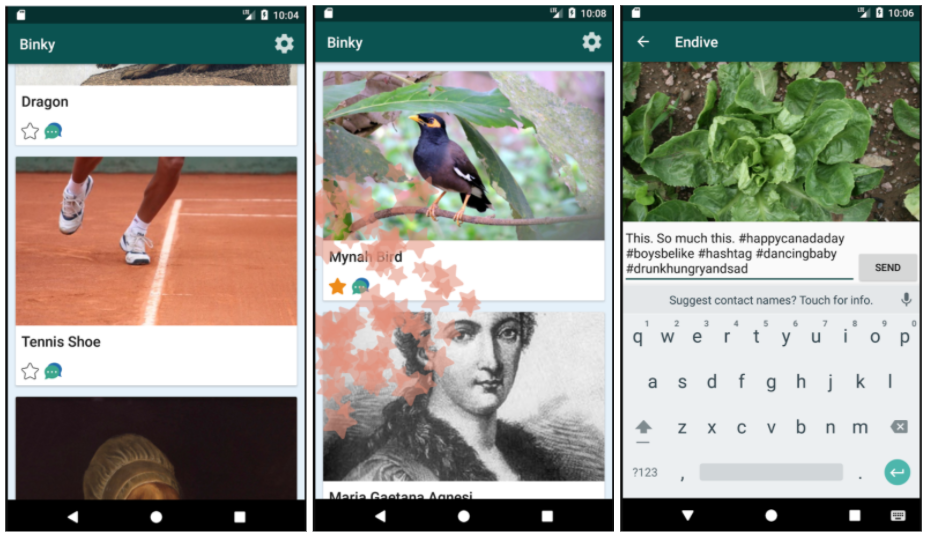 10:04
Binky
Dragon
Tennis Shoe
10:08
Binky
Mynah Bird
Maria Gaetana Agnesi
10:06
Endive
This. So much this. #happycanadaday
#boysbelike #hashtag #dancingbaby
#drunkhungryandsad
SEND
Suggest contact names? Touch for info.
1 2 3 4 5 6 7 8 9 0
q w e r t y u i o p
a s d f g h j k l
z x c v b n m
?123 , .